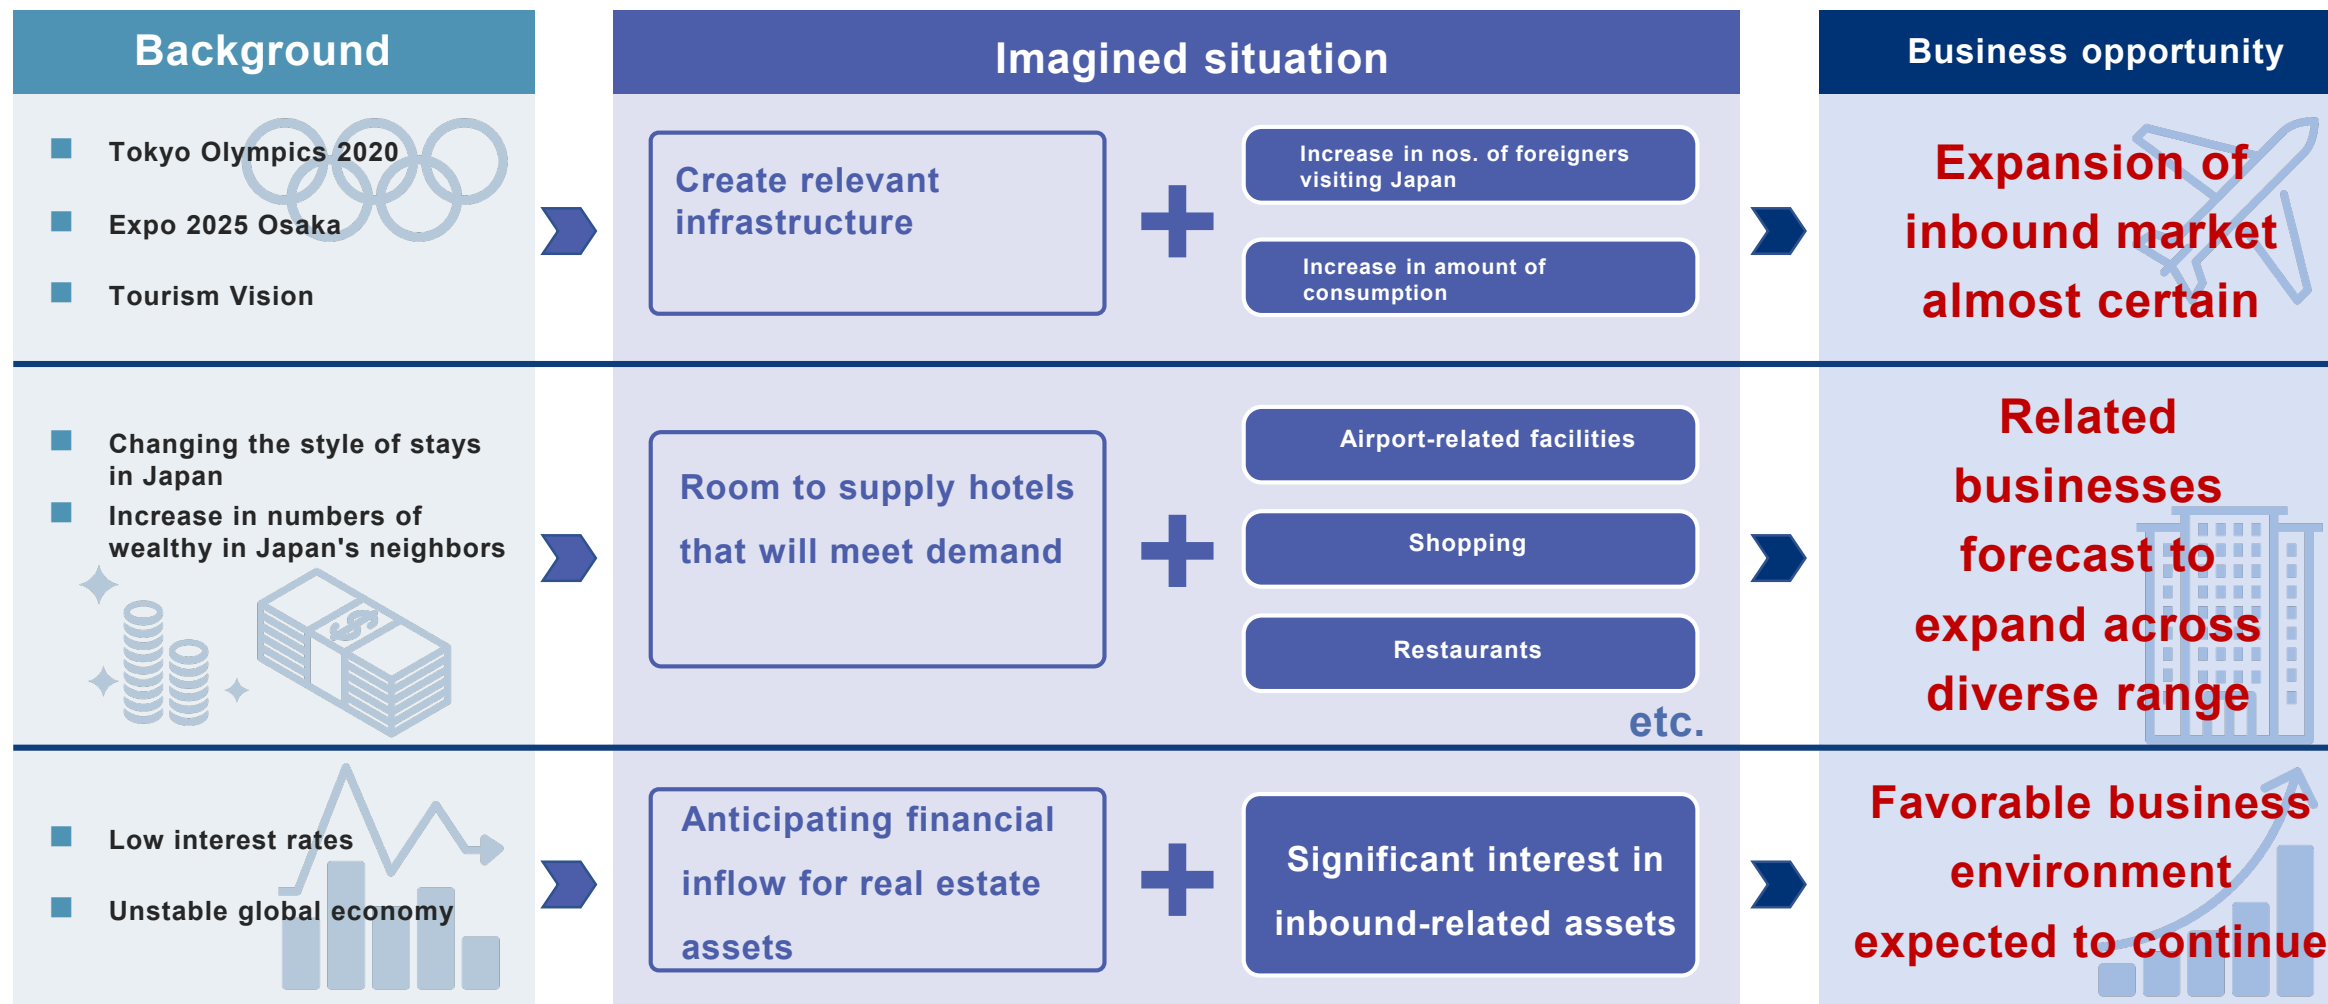 Background
Imagined situation
Business opportunity
Tokyo Olympics 2020
Expo 2025 Osaka
Tourism Vision
Create relevant
infrastructure
+
Increase in nos. of foreigners
visiting Japan
Increase in amount of
consumption
Expansion of
inbound market
almost certain
Changing the style of stays
in Japan
Increase in numbers of
wealthy in Japan's neighbors
$
Room to supply hotels
that will meet demand
+
Airport-related facilities
Shopping
Restaurants
etc.
Related
businesses
forecast to
expand across
diverse range
Low interest rates
Unstable global economy
Anticipating financial
inflow for real estate
assets
+
Significant interest in
inbound-related assets
Favorable business
environment
expected to continue